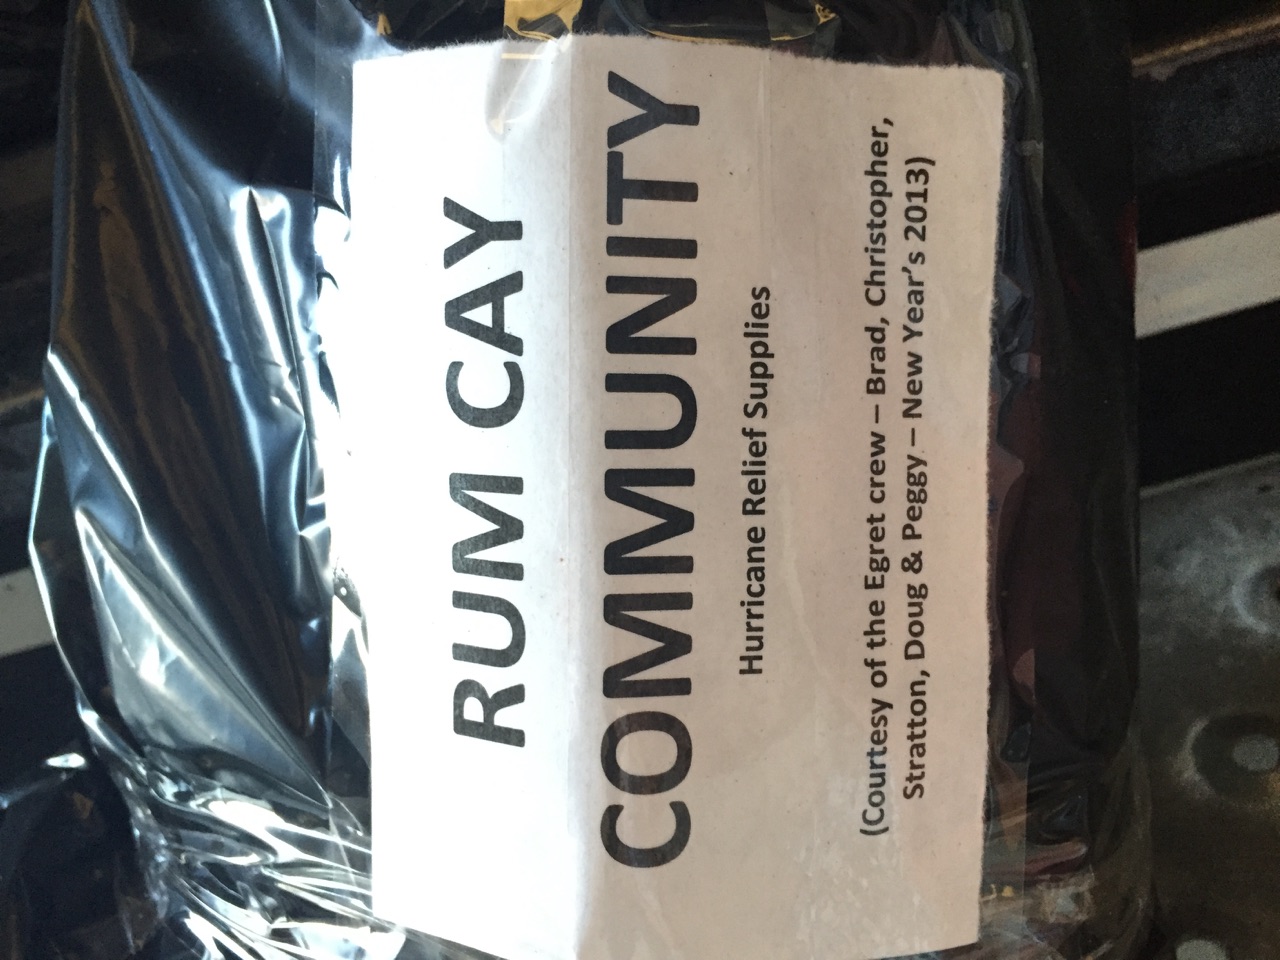 RUM CAY
COMMUNITY
Hurricane Relief Supplies
(Courtesy of the Egret crew – Brad, Christopher,
Stratton, Doug & Peggy – New Year’s 2013)